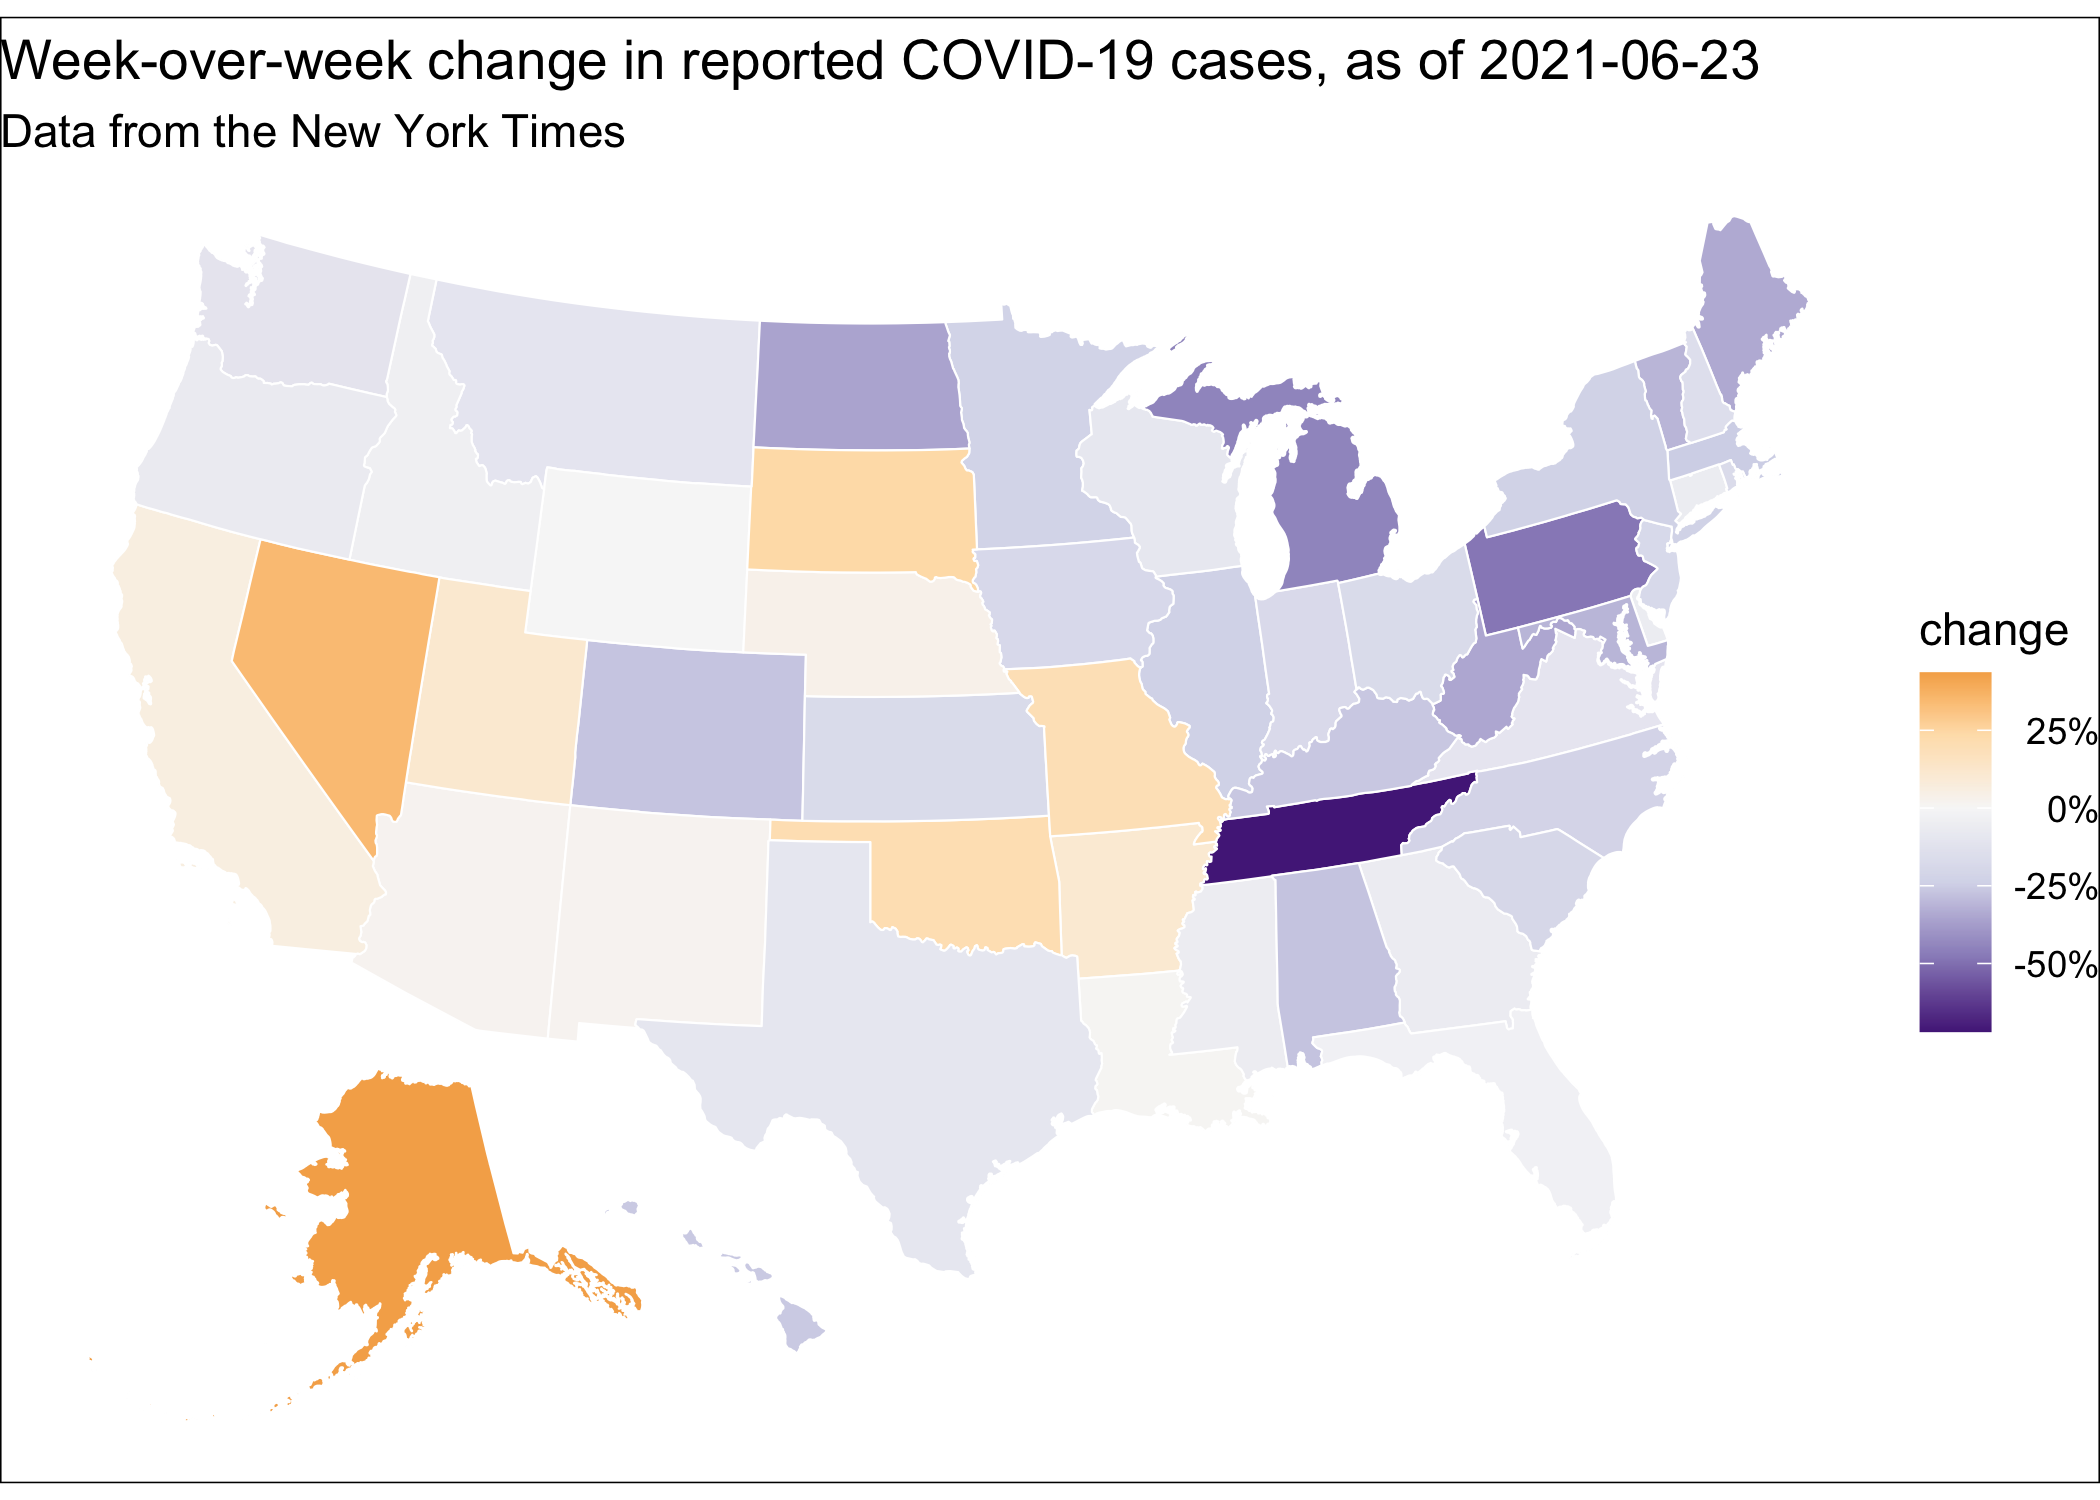 Week-over-week change in reported COVID-19 cases, as of 2021-06-23
Data from the New York Times
change
25%
0%
-25%
-50%